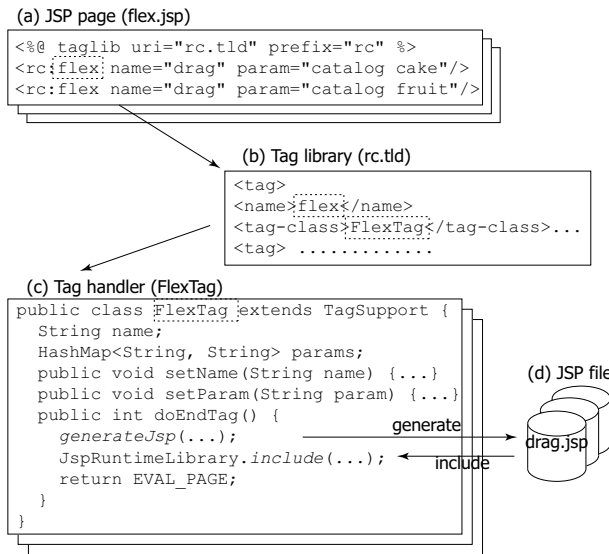 (a) JSP page (flex.jsp)
<%@ taglib uri="rc.tld" prefix="rc" %>
<rc:flex name="drag" param="catalog cake"/>
<rc:flex name="drag" param="catalog fruit"/>
(b) Tag library (rc.tld)
<tag>
<name>flex</name>
<tag-class>FlexTag</tag-class>...
<tag> .............
(c) Tag handler (FlexTag)
public class FlexTag extends TagSupport {
String name;
HashMap<String, String> params;
public void setName(String name) {...}
public void setParam(String param) {...}
public int doEndTag() {
generateJsp(...);
JspRuntimeLibrary.include(...);
return EVAL_PAGE;
}
}
generate
include
(d) JSP file
drag.jsp